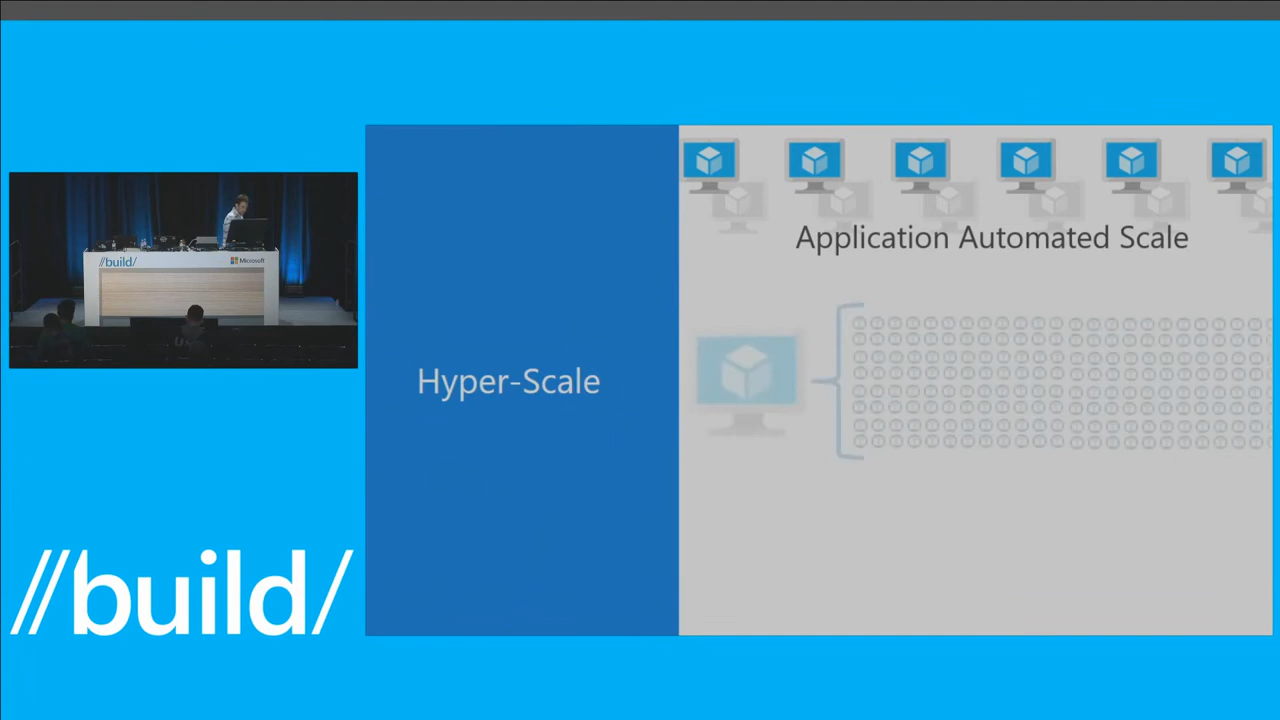 Hyper-Scale
Application Automated Scale
//build/
Microsoft
//build/